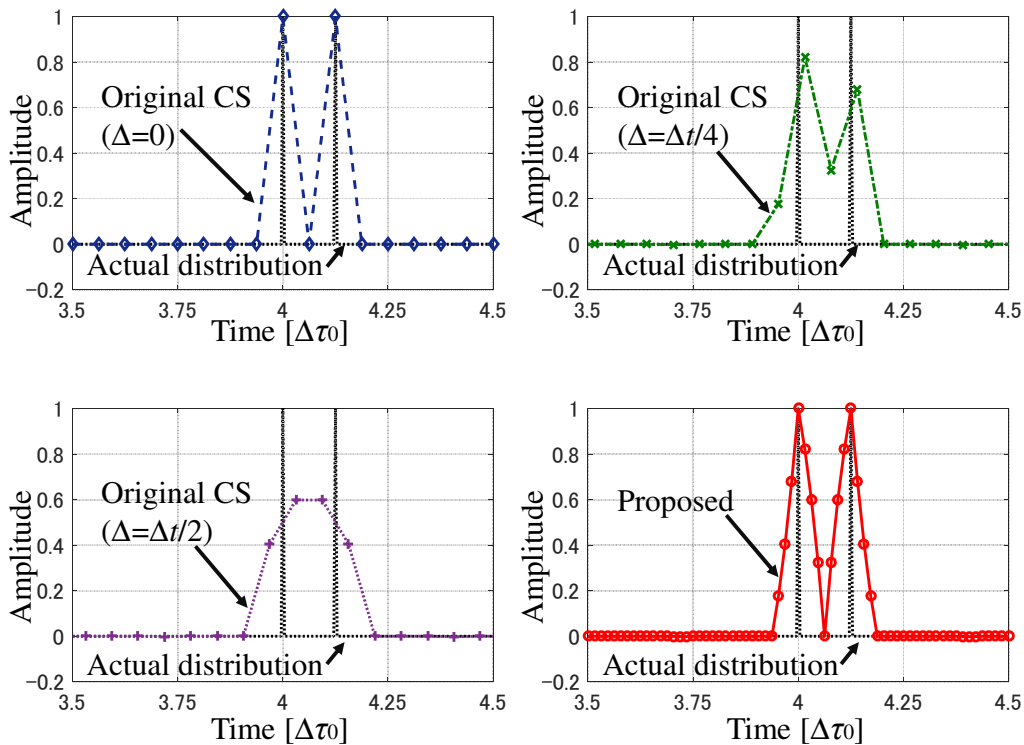 1
0.8
0.6
0.4
0.2
0
−0.2
Amplitude
Original CS
(Δ=0)
Actual distribution
3.5
3.75
4
4.25
4.5
Time [Δτ0]
1
0.8
0.6
0.4
0.2
0
−0.2
Amplitude
Original CS
(Δ=Δt/4)
Actual distribution
3.5
3.75
4
4.25
4.5
Time [Δτ0]
1
0.8
0.6
0.4
0.2
0
−0.2
Amplitude
Original CS
(Δ=Δt/2)
Actual distribution
3.5
3.75
4
4.25
4.5
Time [Δτ0]
1
0.8
0.6
0.4
0.2
0
−0.2
Amplitude
Proposed
Actual distribution
3.5
3.75
4
4.25
4.5
Time [Δτ0]